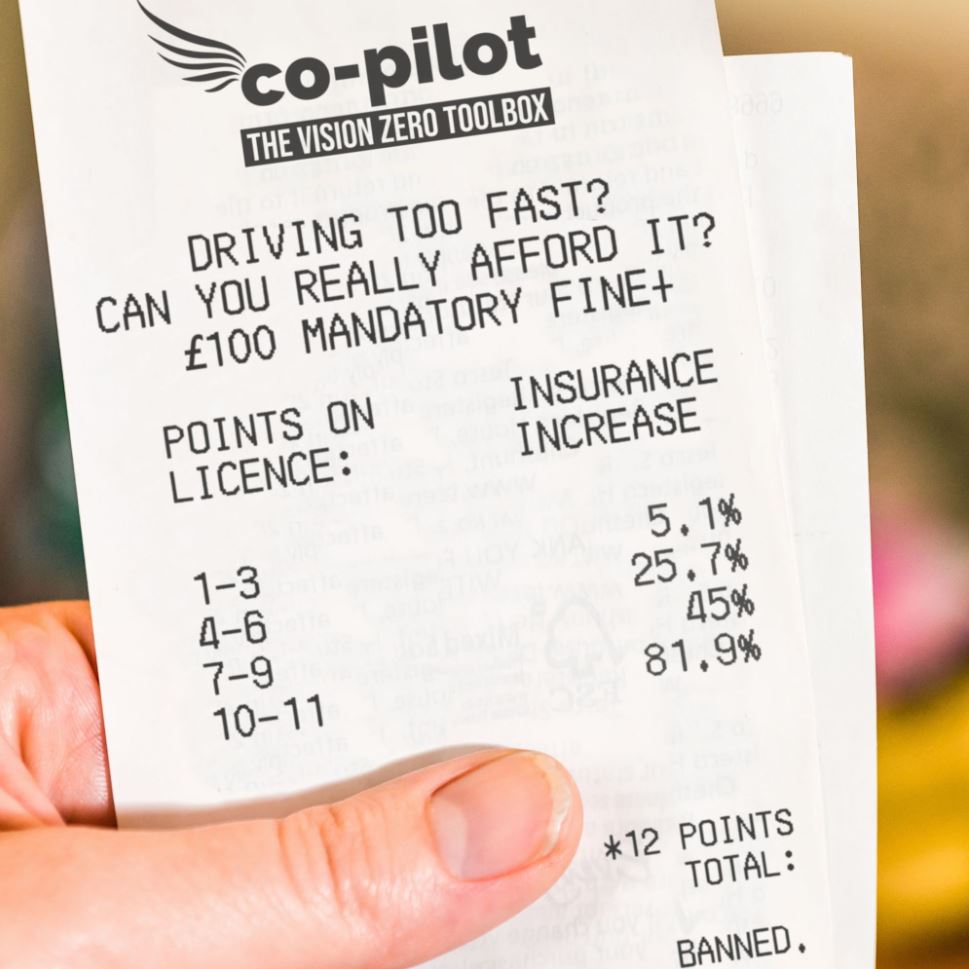 co-pilot
THE VISION ZERO TOOLBOX
DRIVING TOO FAST?
CAN YOU REALLY AFFORD IT?
£100 MANDATORY FINE+
POINTS ON
LICENCE:
INSURANCE
INCREASE
1-3 5.1%
4-6 25.7%
7-9 45%
10-11 81.9%
*12 POINTS
TOTAL:
BANNED.